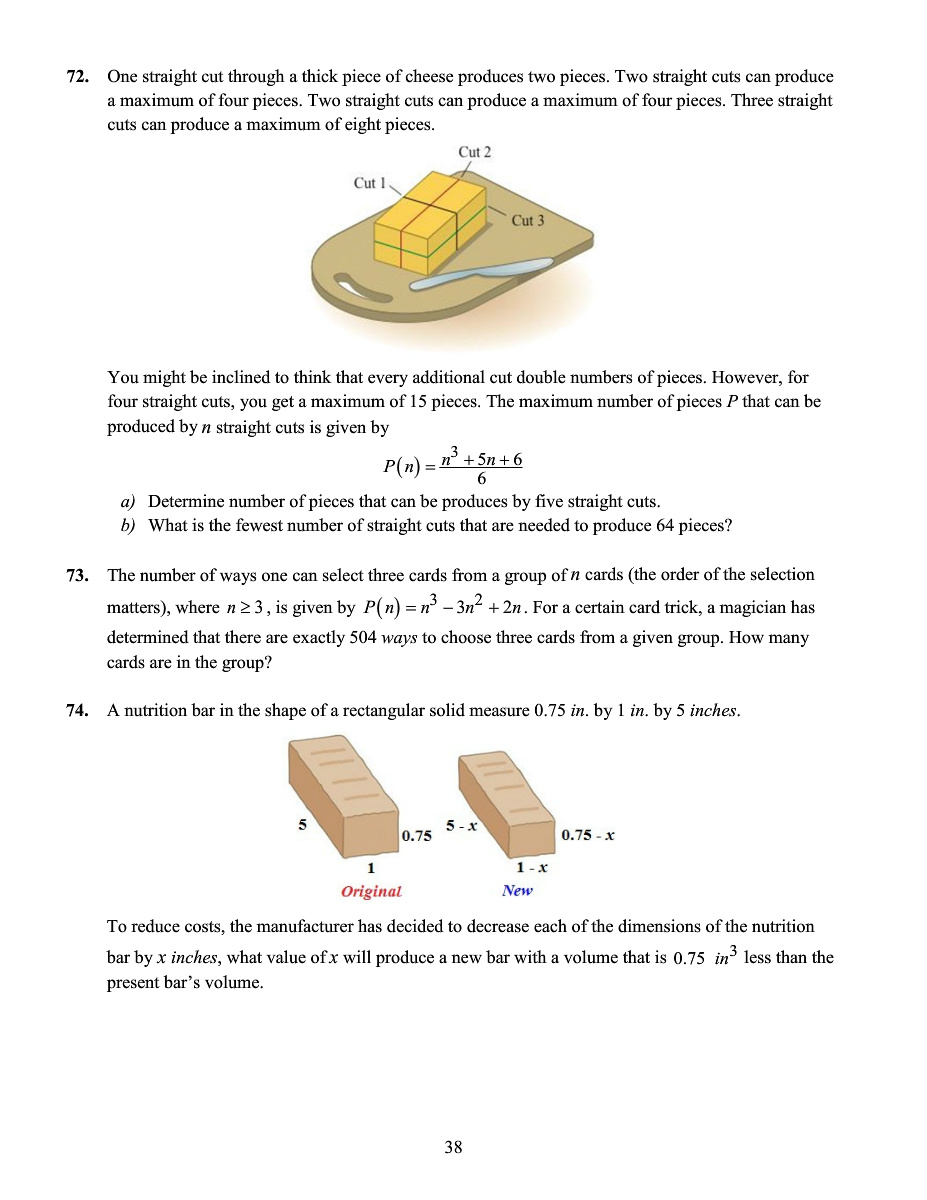 72. One straight cut through a thick piece of cheese produces two pieces. Two straight cuts can produce
a maximum of four pieces. Two straight cuts can produce a maximum of four pieces. Three straight
cuts can produce a maximum of eight pieces.
Cut 2
Cut 1
Cut 3
You might be inclined to think that every additional cut double numbers of pieces. However, for
four straight cuts, you get a maximum of 15 pieces. The maximum number of pieces P that can be
produced by n straight cuts is given by
P(n) = (n³ + 5n + 6)/6
a) Determine number of pieces that can be produces by five straight cuts.
b) What is the fewest number of straight cuts that are needed to produce 64 pieces?
73. The number of ways one can select three cards from a group of n cards (the order of the selection
matters), where n ≥ 3, is given by P(n) = n³ − 3n² + 2n. For a certain card trick, a magician has
determined that there are exactly 504 ways to choose three cards from a given group. How many
cards are in the group?
74. A nutrition bar in the shape of a rectangular solid measure 0.75 in. by 1 in. by 5 inches.
5
0.75
1
Original
5 - x
0.75 - x
1 - x
New
To reduce costs, the manufacturer has decided to decrease each of the dimensions of the nutrition
bar by x inches, what value of x will produce a new bar with a volume that is 0.75 in³ less than the
present bar's volume.
38